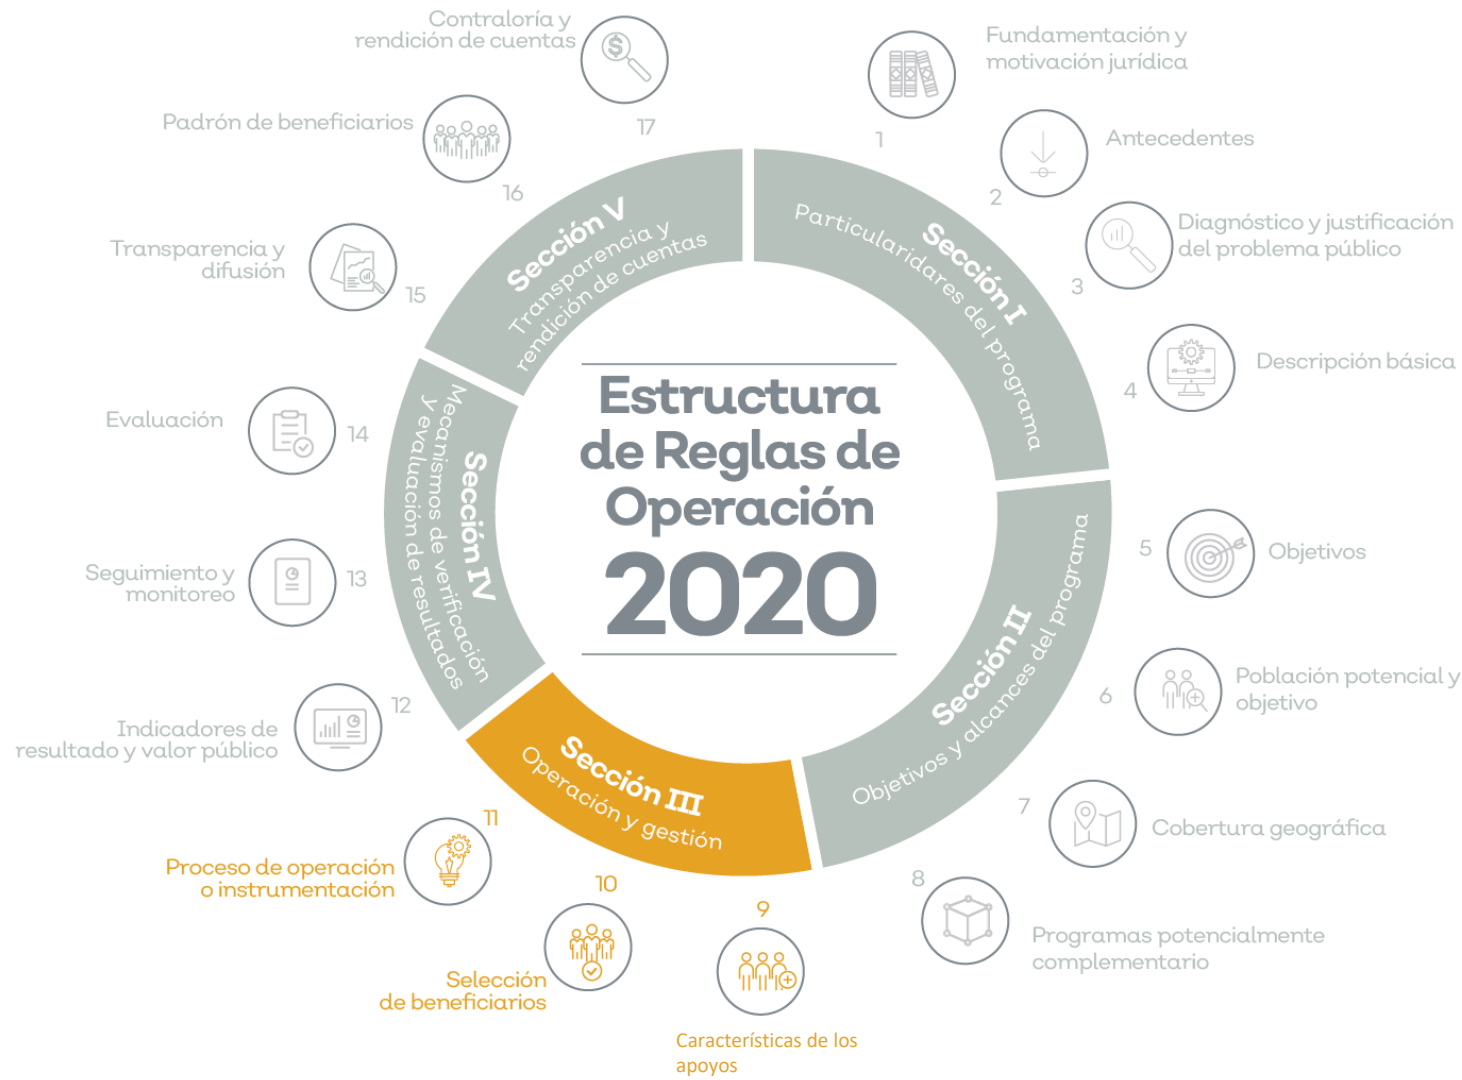 Estructura
de Reglas de
Operación
2020
Sección I
Particularidares del programa
1
Fundamentación y
motivación jurídica
2
Antecedentes
3
Diagnóstico y justificación
del problema público
4
Descripción básica
Sección II
Objetivos y alcances del programa
5
Objetivos
6
Población potencial y
objetivo
7
Cobertura geográfica
8
Programas potencialmente
complementario
Sección III
Operación y gestión
9
Características de los
apoyos
10
Selección
de beneficiarios
11
Proceso de operación
o instrumentación
Sección IV
Mecanismos de verificación
y evaluación de resultados
12
Indicadores de
resultado y valor público
13
Seguimiento y
monitoreo
14
Evaluación
Sección V
Transparencia y
rendición de cuentas
15
Transparencia y
difusión
16
Padrón de beneficiarios
17
Contraloría y
rendición de cuentas
$